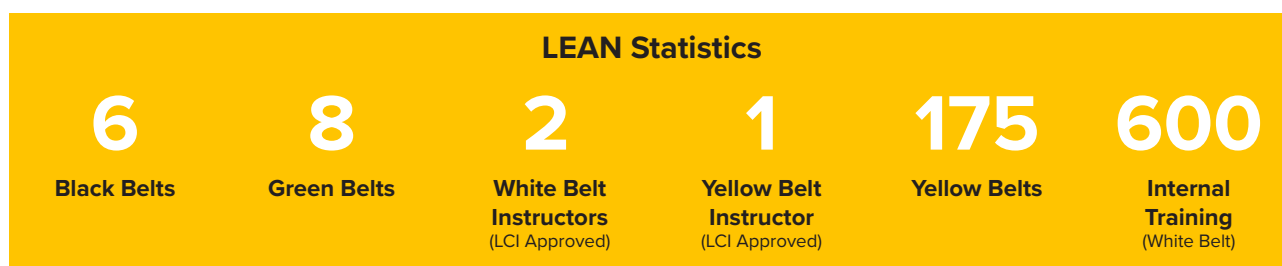 LEAN Statistics
6
Black Belts
8
Green Belts
2
White Belt
Instructors
(LCI Approved)
1
Yellow Belt
Instructor
(LCI Approved)
175
Yellow Belts
600
Internal
Training
(White Belt)